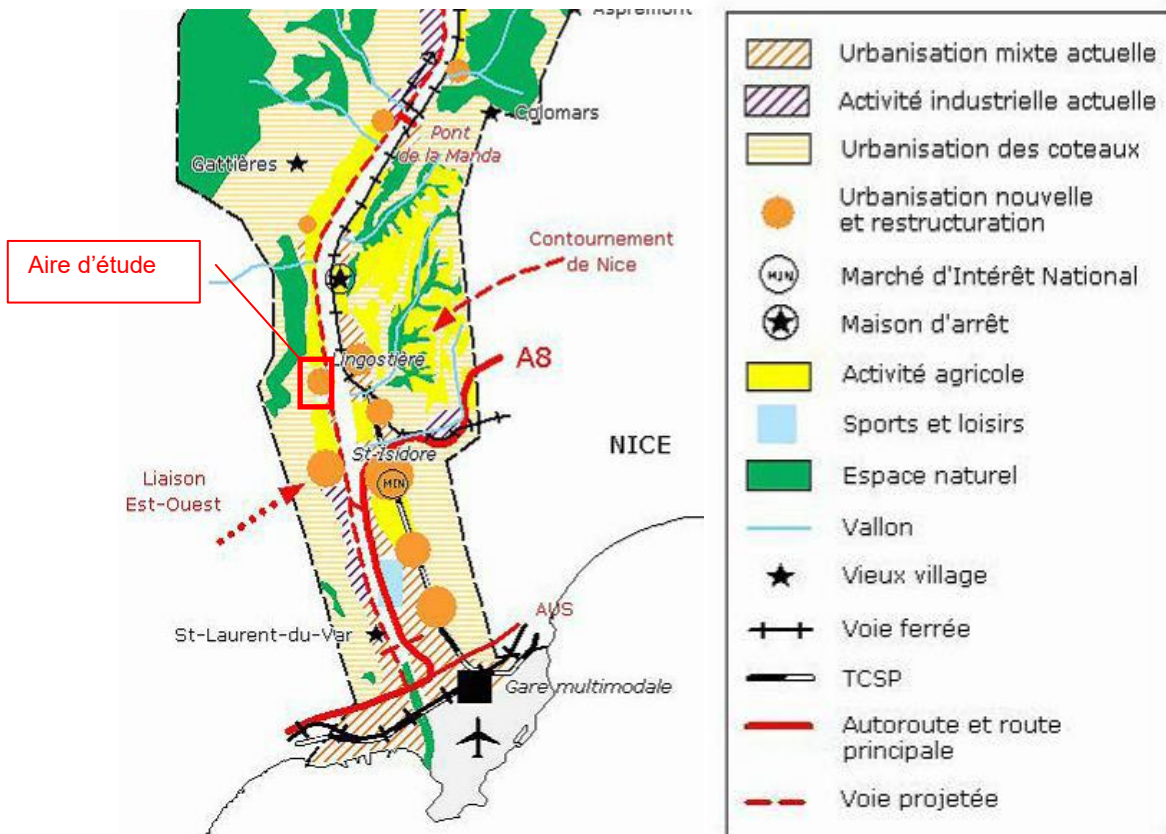 Aspremont
Colomars
Pont
de la Manda
Gattières
Aire d’étude
Contournement
de Nice
Lingostière
A8
NICE
St-Isidore
MIN
Liaison
Est-Ouest
AUS
St-Laurent-du-Var
Gare multimodale
Urbanisation mixte actuelle
Activité industrielle actuelle
Urbanisation des coteaux
Urbanisation nouvelle
et restructuration
MIN
Marché d'Intérêt National
Maison d'arrêt
Activité agricole
Sports et loisirs
Espace naturel
Vallon
Vieux village
Voie ferrée
TCSP
Autoroute et route
principale
Voie projetée